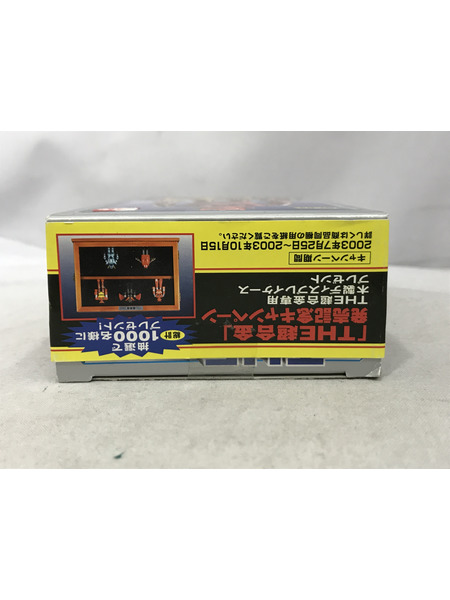 「THE超合金」
発売記念キャンペーン
THE超合金専用
木製ディスプレイケース
プレゼント
キャンペーン期間
2003年7月25日～2003年10月15日
詳しくは商品同梱の用紙をご覧ください。
抽選で
総計
1000名様に
プレゼント!